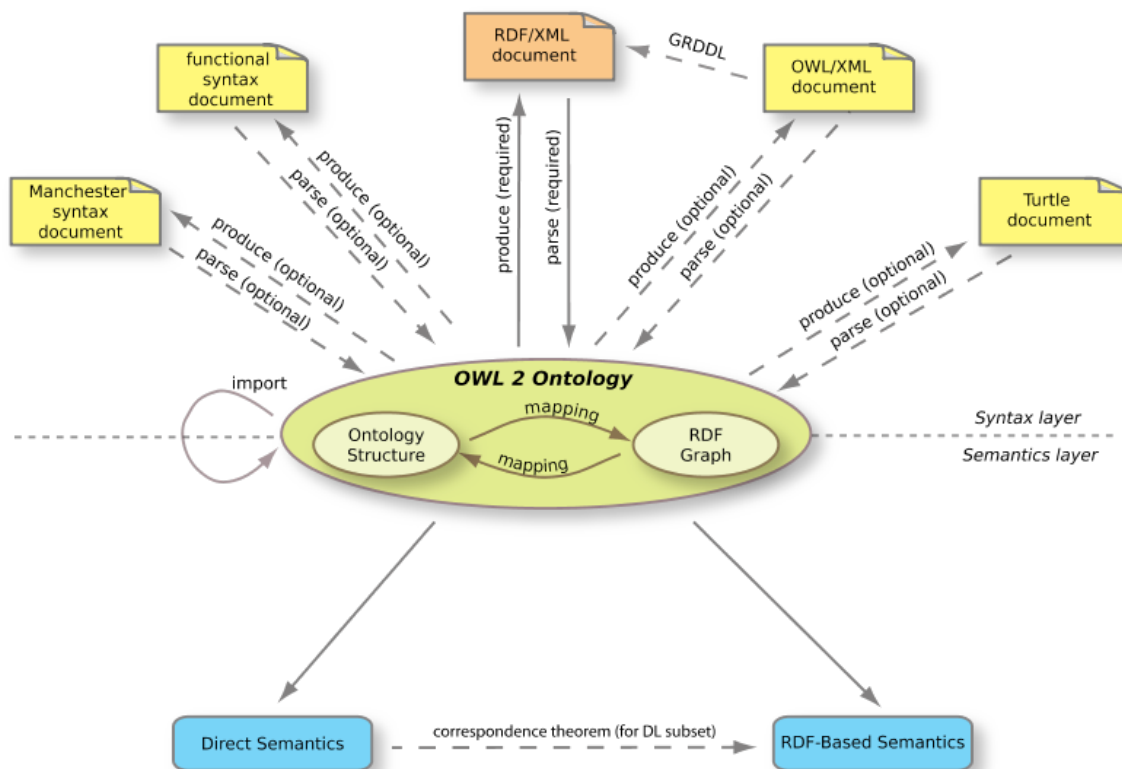 RDF/XML
document
GRDDL
functional
syntax
document
OWL/XML
document
Manchester
syntax
document
Turtle
document
produce (optional)
parse (optional)
produce (optional)
parse (optional)
produce (required)
parse (required)
produce (optional)
parse (optional)
produce (optional)
parse (optional)
import
OWL 2 Ontology
mapping
Ontology
Structure
RDF
Graph
mapping
Syntax layer
Semantics layer
Direct Semantics
correspondence theorem (for DL subset)
RDF-Based Semantics